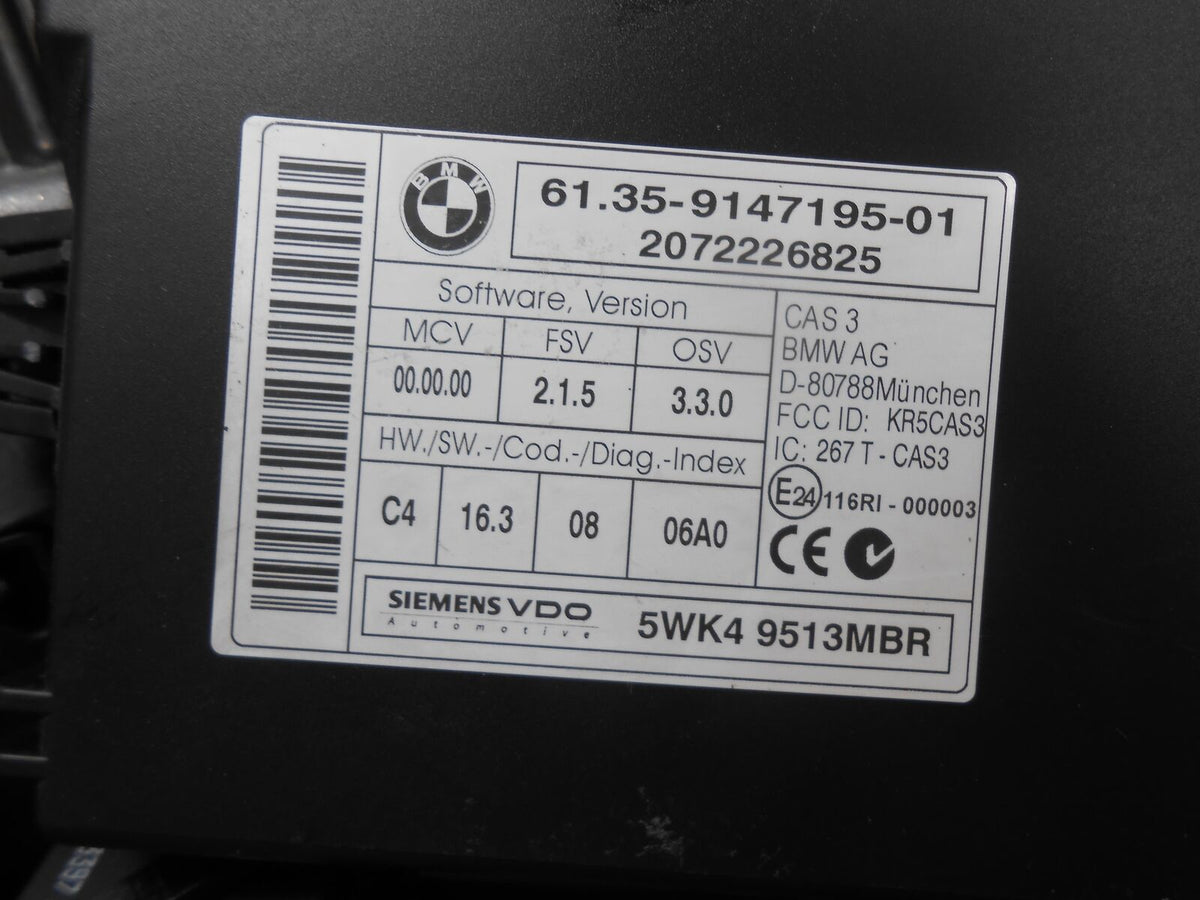 BMW
61.35-9147195-01
2072226825
Software, Version
MCV FSV OSV
00.00.00 2.1.5 3.3.0
HW./SW.-/Cod.-/Diag.-Index
C4 16.3 08 06A0
CAS 3
BMW AG
D-80788München
FCC ID: KR5CAS3
IC: 267 T - CAS3
E24 116RI - 000003
CE
SIEMENS VDO
Automotive
5WK4 9513MBR